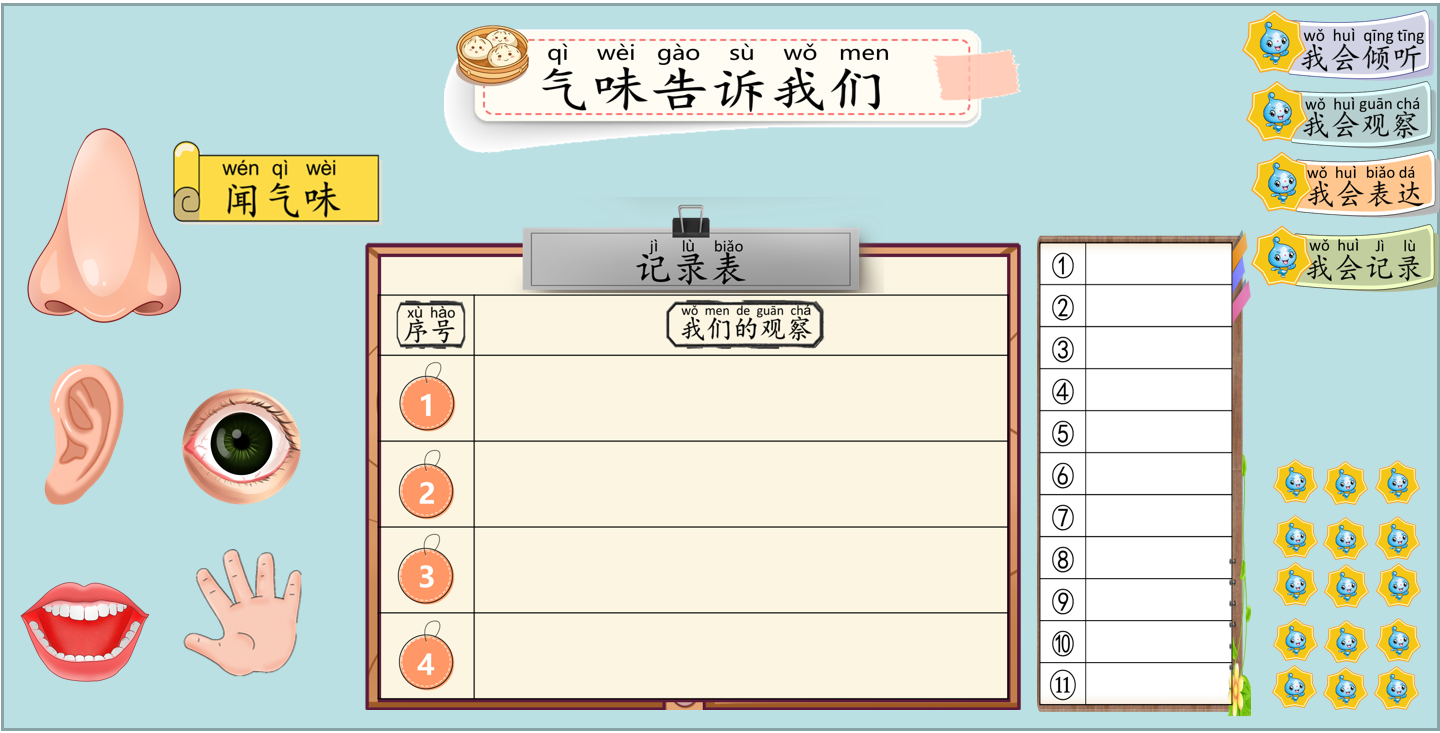 qì wèi gào sù wǒ men
气味告诉我们
wén qì wèi
闻气味
jì lù biǎo
记录表
xù hào
序号
wǒ men de guān chá
我们的观察
1
2
3
4
①
②
③
④
⑤
⑥
⑦
⑧
⑨
⑩
⑪
wǒ huì qīng tīng
我会倾听
wǒ huì guān chá
我会观察
wǒ huì biǎo dá
我会表达
wǒ huì jì lù
我会记录